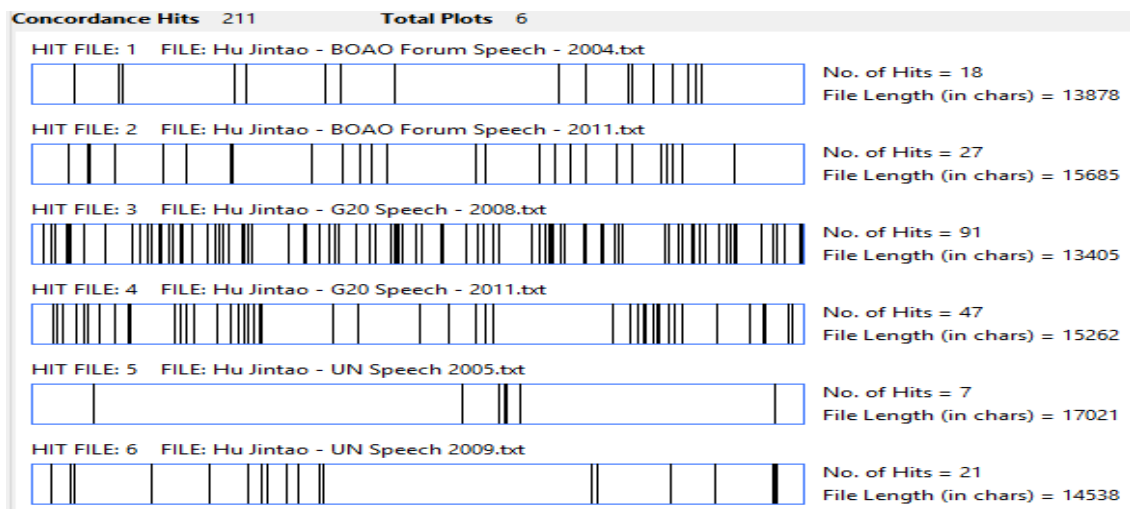 Concordance Hits 211 Total Plots 6
HIT FILE: 1 FILE: Hu Jintao - BOAO Forum Speech - 2004.txt
No. of Hits = 18
File Length (in chars) = 13878
HIT FILE: 2 FILE: Hu Jintao - BOAO Forum Speech - 2011.txt
No. of Hits = 27
File Length (in chars) = 15685
HIT FILE: 3 FILE: Hu Jintao - G20 Speech - 2008.txt
No. of Hits = 91
File Length (in chars) = 13405
HIT FILE: 4 FILE: Hu Jintao - G20 Speech - 2011.txt
No. of Hits = 47
File Length (in chars) = 15262
HIT FILE: 5 FILE: Hu Jintao - UN Speech 2005.txt
No. of Hits = 7
File Length (in chars) = 17021
HIT FILE: 6 FILE: Hu Jintao - UN Speech 2009.txt
No. of Hits = 21
File Length (in chars) = 14538